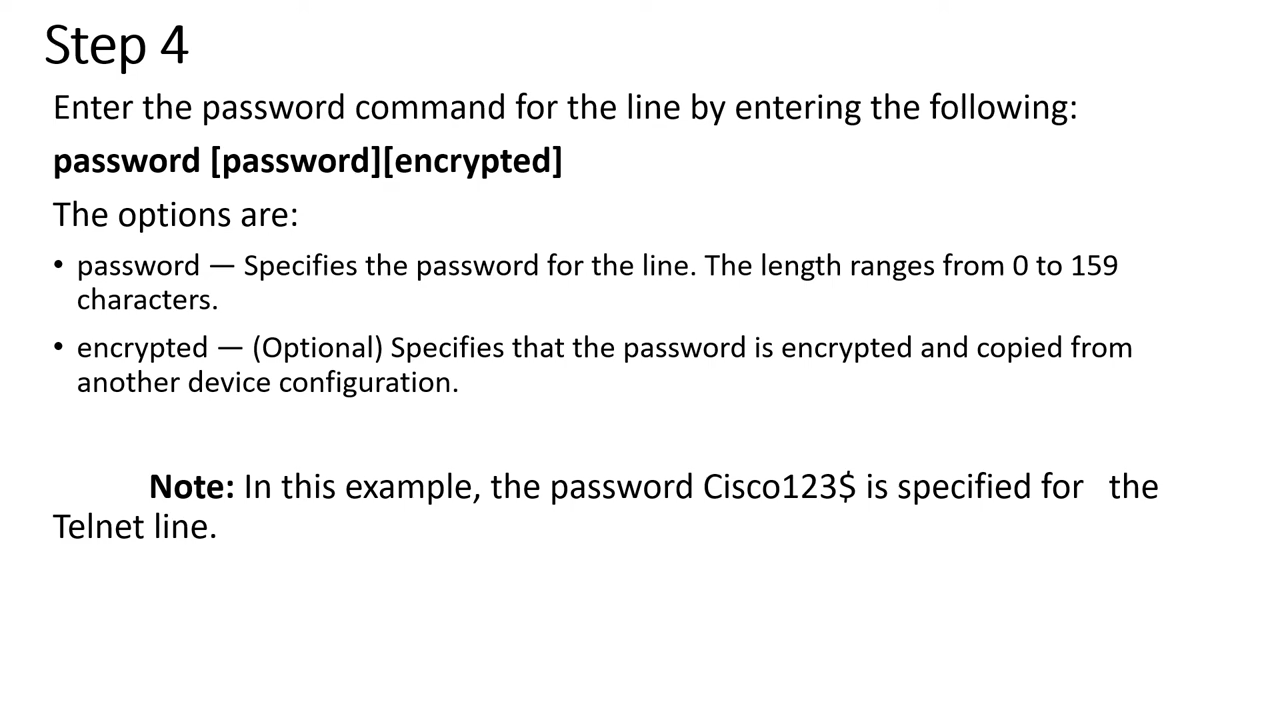 Step 4
Enter the password command for the line by entering the following:
password [password][encrypted]
The options are:
• password — Specifies the password for the line. The length ranges from 0 to 159
characters.
• encrypted — (Optional) Specifies that the password is encrypted and copied from
another device configuration.
Note: In this example, the password Cisco123$ is specified for the
Telnet line.